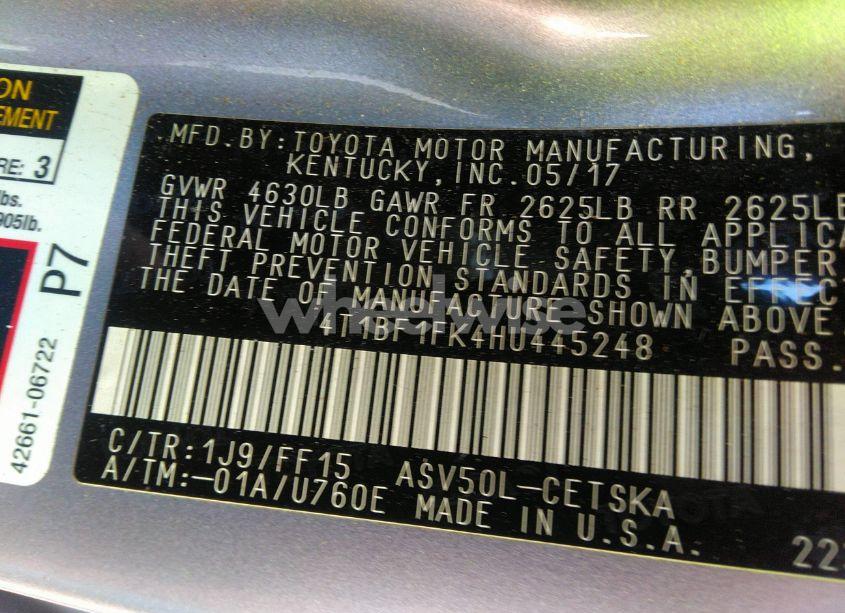 ON
EMENT
RE: 3
lbs.
905lb.
P7
42661-06722
MFD.BY:TOYOTA MOTOR MANUFACTURING,
KENTUCKY,INC.05/17
GVWR 4630LB GAWR FR 2625LB RR 2625LB
THIS VEHICLE CONFORMS TO ALL APPLICA
FEDERAL MOTOR VEHICLE SAFETY,BUMPER
THEFT PREVENTION STANDARDS IN EFFEC
THE DATE OF MANUFACTURE SHOWN ABOVE.
wheelwise
4T1BF1FK4HU445248 PASS.
C/TR:1J9/FF15 ASV50L-CETSKA
A/TM:-01A/U760E MADE IN U.S.A.
22